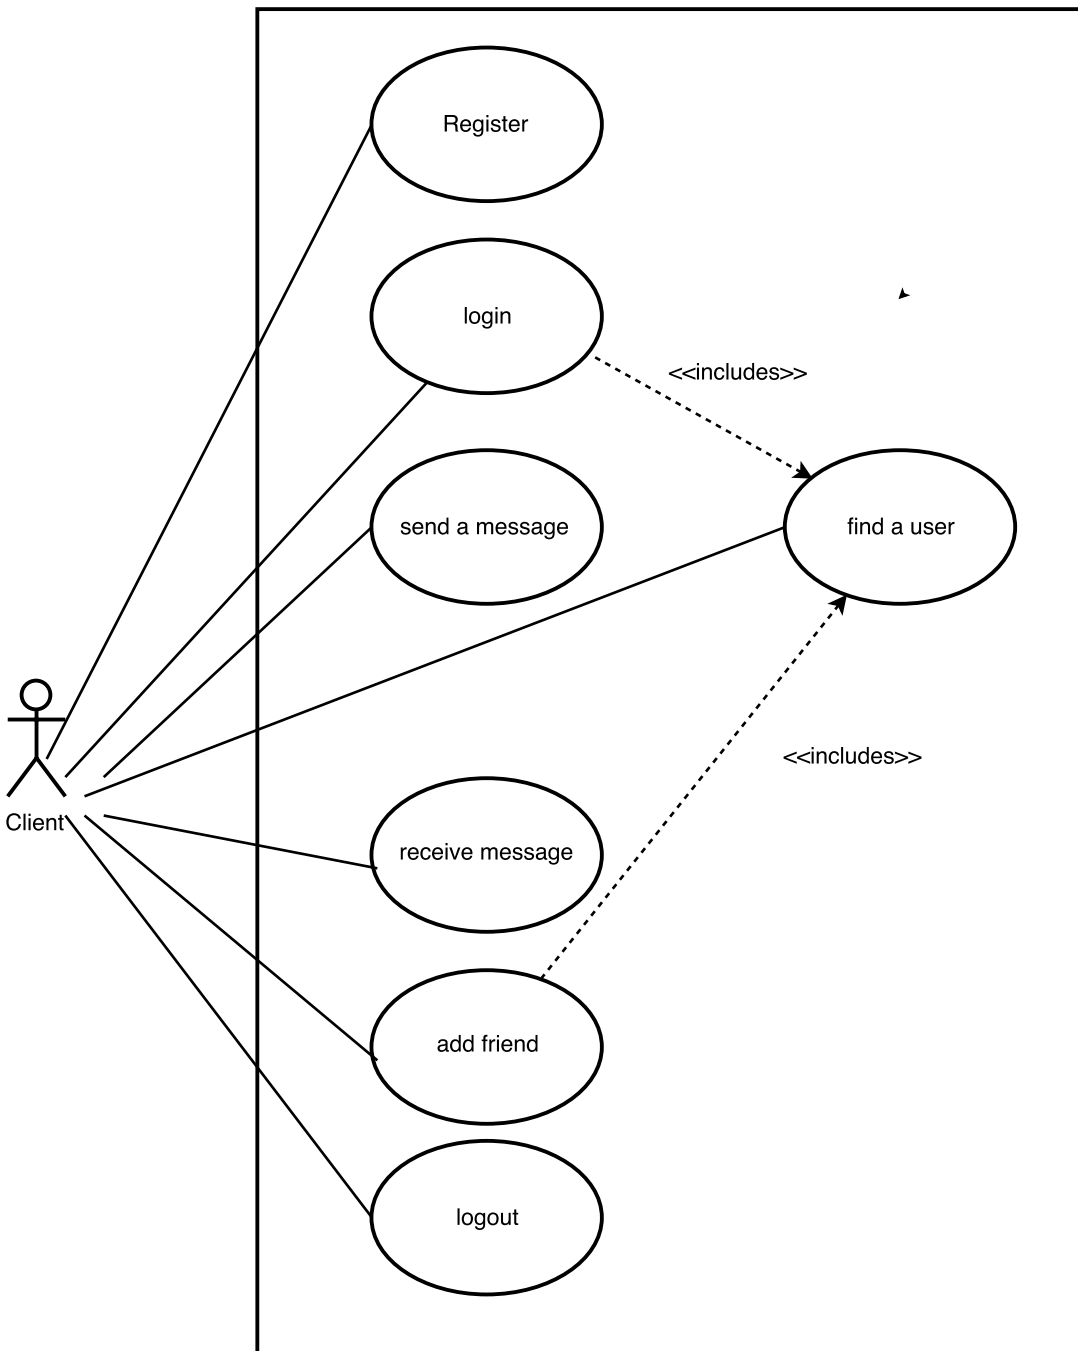 Register
login
<<includes>>
send a message
find a user
<<includes>>
Client
receive message
add friend
logout